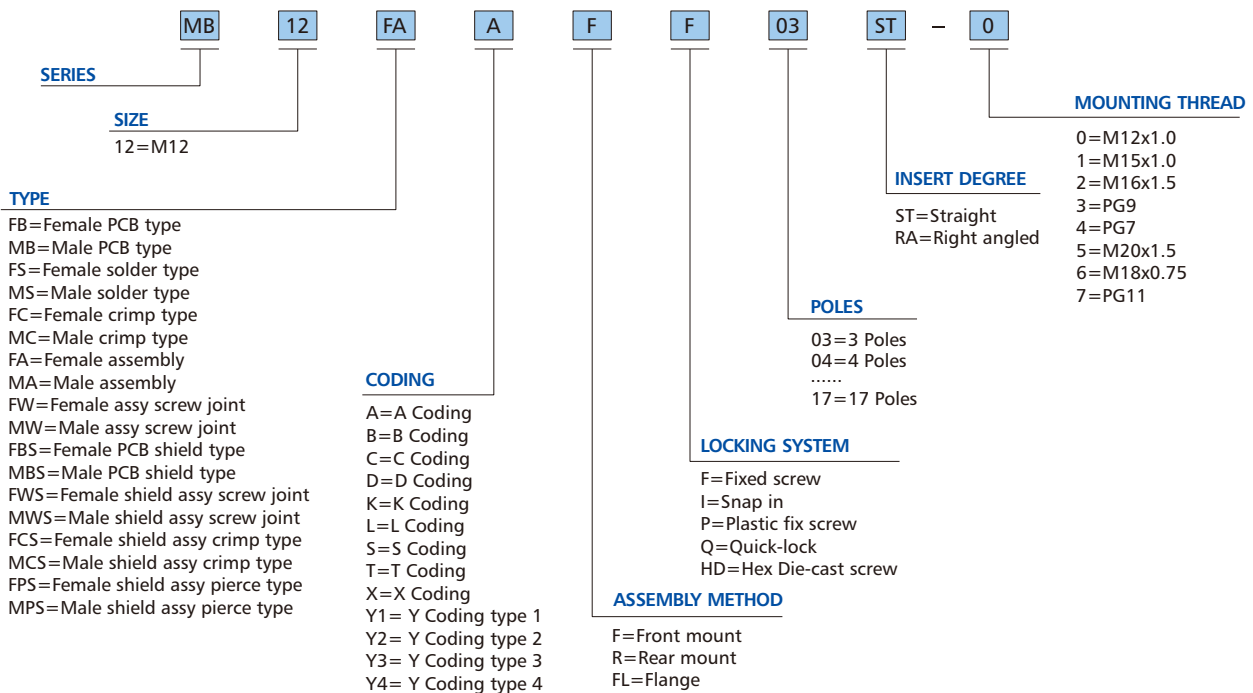 MB 12 FA A F F 03 ST – 0
SERIES
SIZE
12=M12
TYPE
FB=Female PCB type
MB=Male PCB type
FS=Female solder type
MS=Male solder type
FC=Female crimp type
MC=Male crimp type
FA=Female assembly
MA=Male assembly
FW=Female assy screw joint
MW=Male assy screw joint
FBS=Female PCB shield type
MBS=Male PCB shield type
FWS=Female shield assy screw joint
MWS=Male shield assy screw joint
FCS=Female shield assy crimp type
MCS=Male shield assy crimp type
FPS=Female shield assy pierce type
MPS=Male shield assy pierce type
CODING
A=A Coding
B=B Coding
C=C Coding
D=D Coding
K=K Coding
L=L Coding
S=S Coding
T=T Coding
X=X Coding
Y1= Y Coding type 1
Y2= Y Coding type 2
Y3= Y Coding type 3
Y4= Y Coding type 4
ASSEMBLY METHOD
F=Front mount
R=Rear mount
FL=Flange
LOCKING SYSTEM
F=Fixed screw
I=Snap in
P=Plastic fix screw
Q=Quick-lock
HD=Hex Die-cast screw
POLES
03=3 Poles
04=4 Poles
......
17=17 Poles
INSERT DEGREE
ST=Straight
RA=Right angled
MOUNTING THREAD
0=M12x1.0
1=M15x1.0
2=M16x1.5
3=PG9
4=PG7
5=M20x1.5
6=M18x0.75
7=PG11